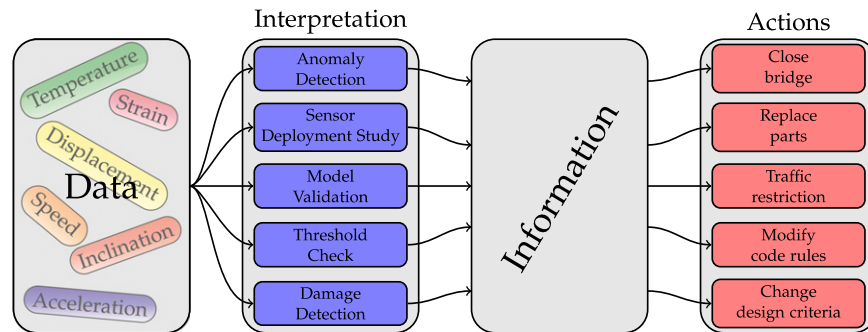 Interpretation
Actions
Temperature
Strain
Displacement
Data
Speed
Inclination
Acceleration
Anomaly
Detection
Sensor
Deployment Study
Model
Validation
Threshold
Check
Damage
Detection
Information
Close
bridge
Replace
parts
Traffic
restriction
Modify
code rules
Change
design criteria